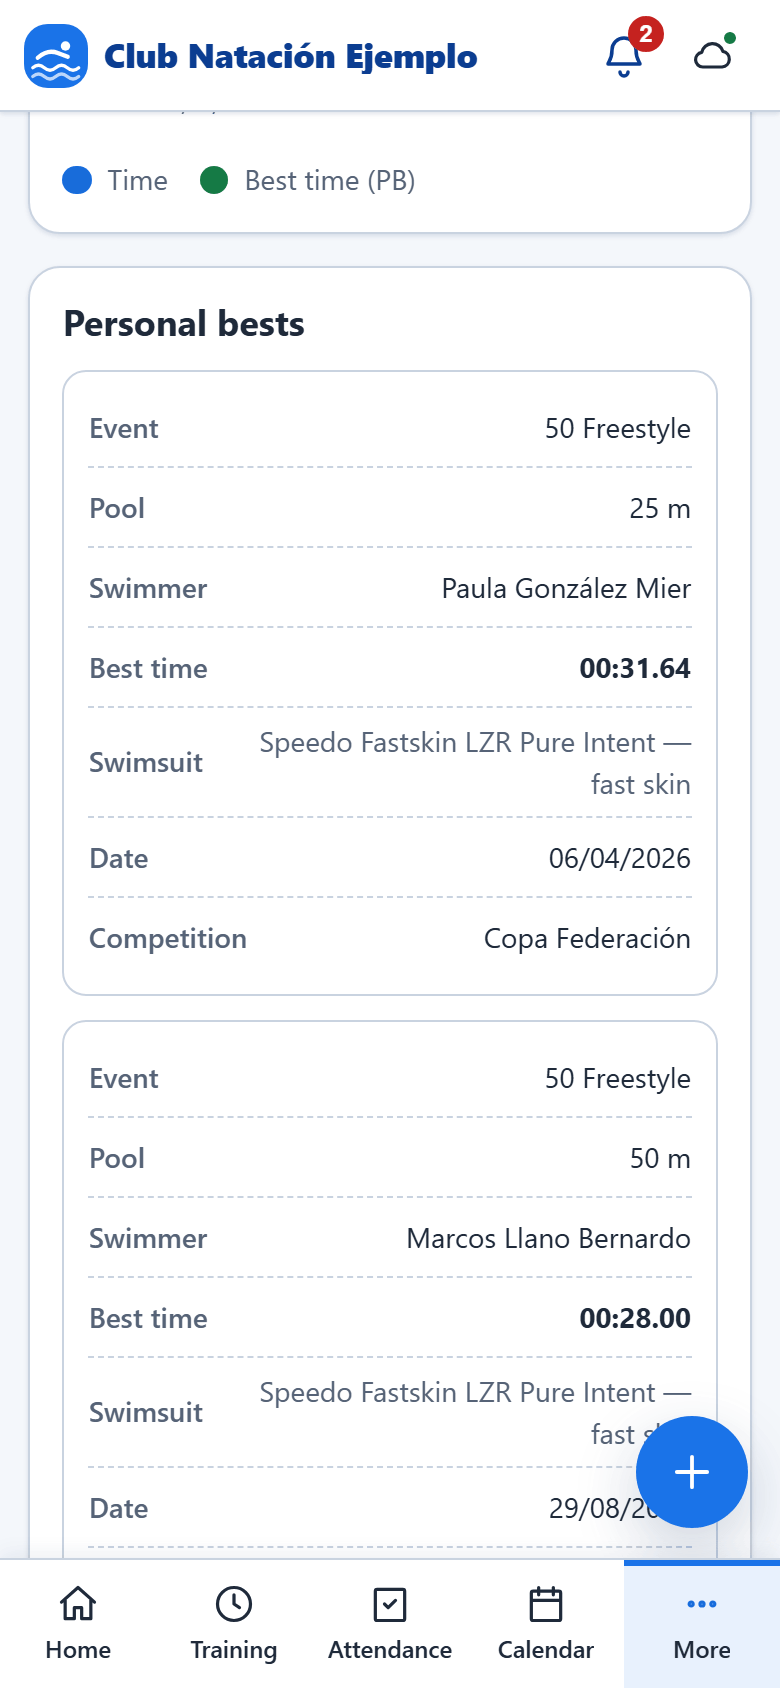 Club Natación Ejemplo
2
Time
Best time (PB)
Personal bests
Event
50 Freestyle
Pool
25 m
Swimmer
Paula González Mier
Best time
00:31.64
Swimsuit
Speedo Fastskin LZR Pure Intent —
fast skin
Date
06/04/2026
Competition
Copa Federación
Event
50 Freestyle
Pool
50 m
Swimmer
Marcos Llano Bernardo
Best time
00:28.00
Swimsuit
Speedo Fastskin LZR Pure Intent —
fast
Date
29/08/
Home
Training
Attendance
Calendar
More